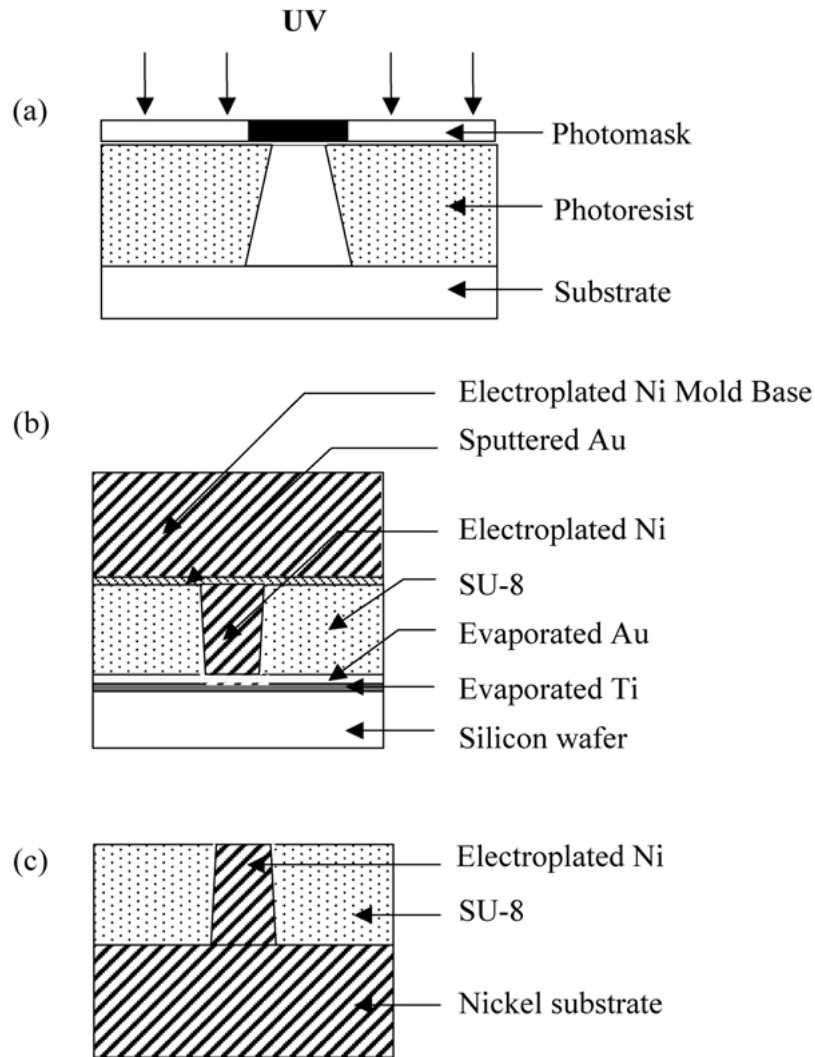 UV
(a)
Photomask
Photoresist
Substrate
(b)
Electroplated Ni Mold Base
Sputtered Au
Electroplated Ni
SU-8
Evaporated Au
Evaporated Ti
Silicon wafer
(c)
Electroplated Ni
SU-8
Nickel substrate